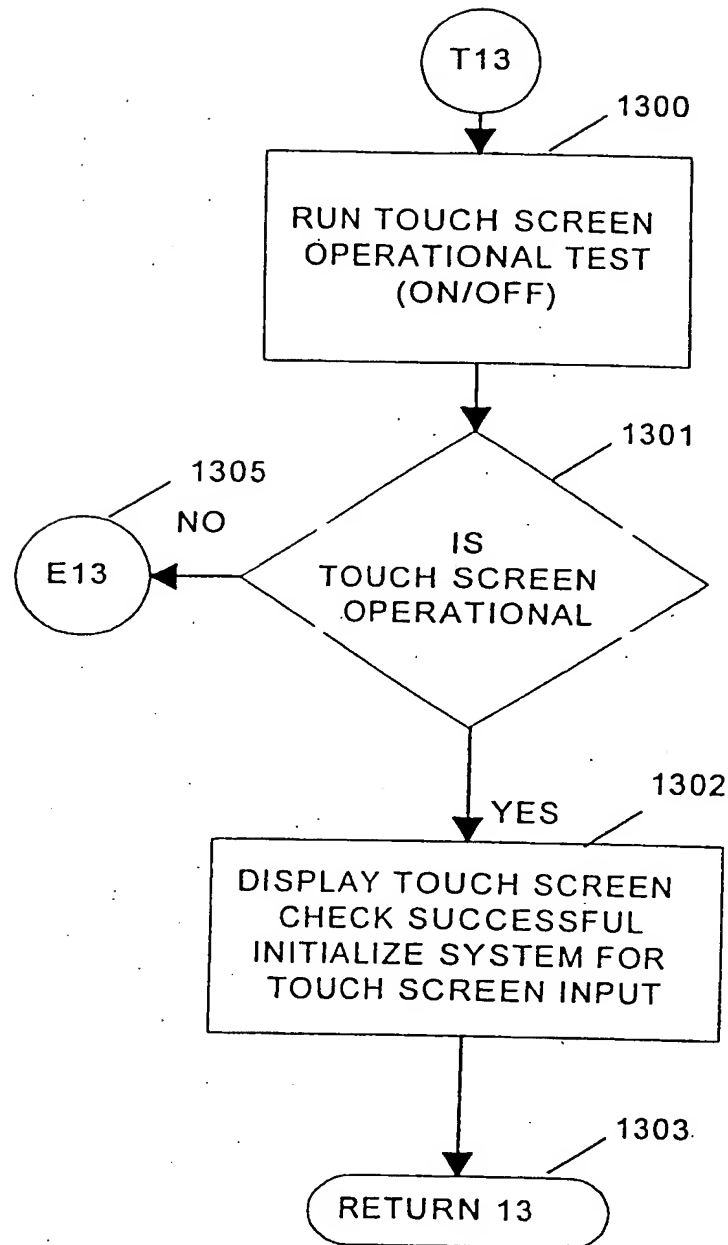 T13
1300
RUN TOUCH SCREEN
OPERATIONAL TEST
(ON/OFF)
1301
1305
NO
E13
IS
TOUCH SCREEN
OPERATIONAL
1302
YES
DISPLAY TOUCH SCREEN
CHECK SUCCESSFUL
INITIALIZE SYSTEM FOR
TOUCH SCREEN INPUT
1303
RETURN 13